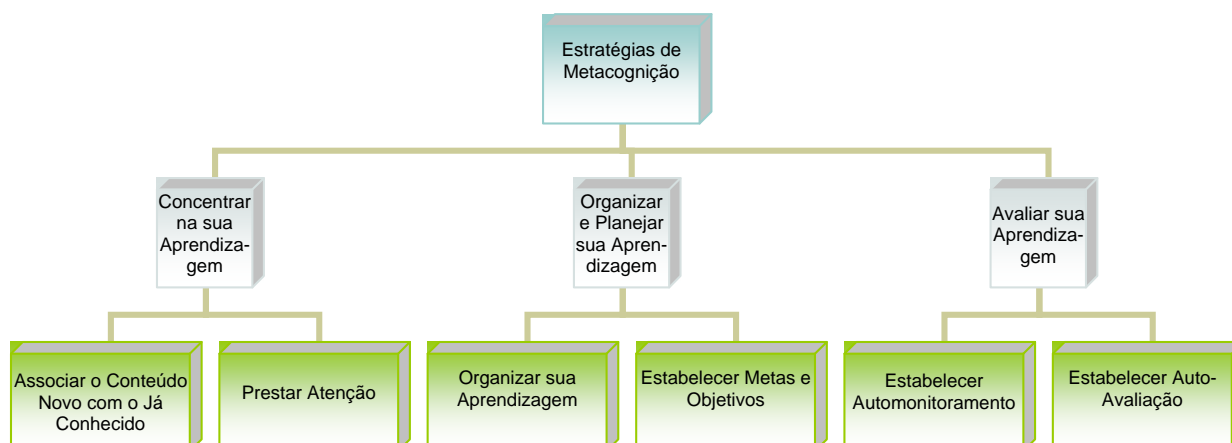 Estratégias de
Metacognição
Concentrar
na sua
Aprendiza-
gem
Organizar
e Planejar
sua Apren-
dizagem
Avaliar sua
Aprendiza-
gem
Associar o Conteúdo
Novo com o Já
Conhecido
Prestar Atenção
Organizar sua
Aprendizagem
Estabelecer Metas e
Objetivos
Estabelecer
Automonitoramento
Estabelecer Auto-
Avaliação